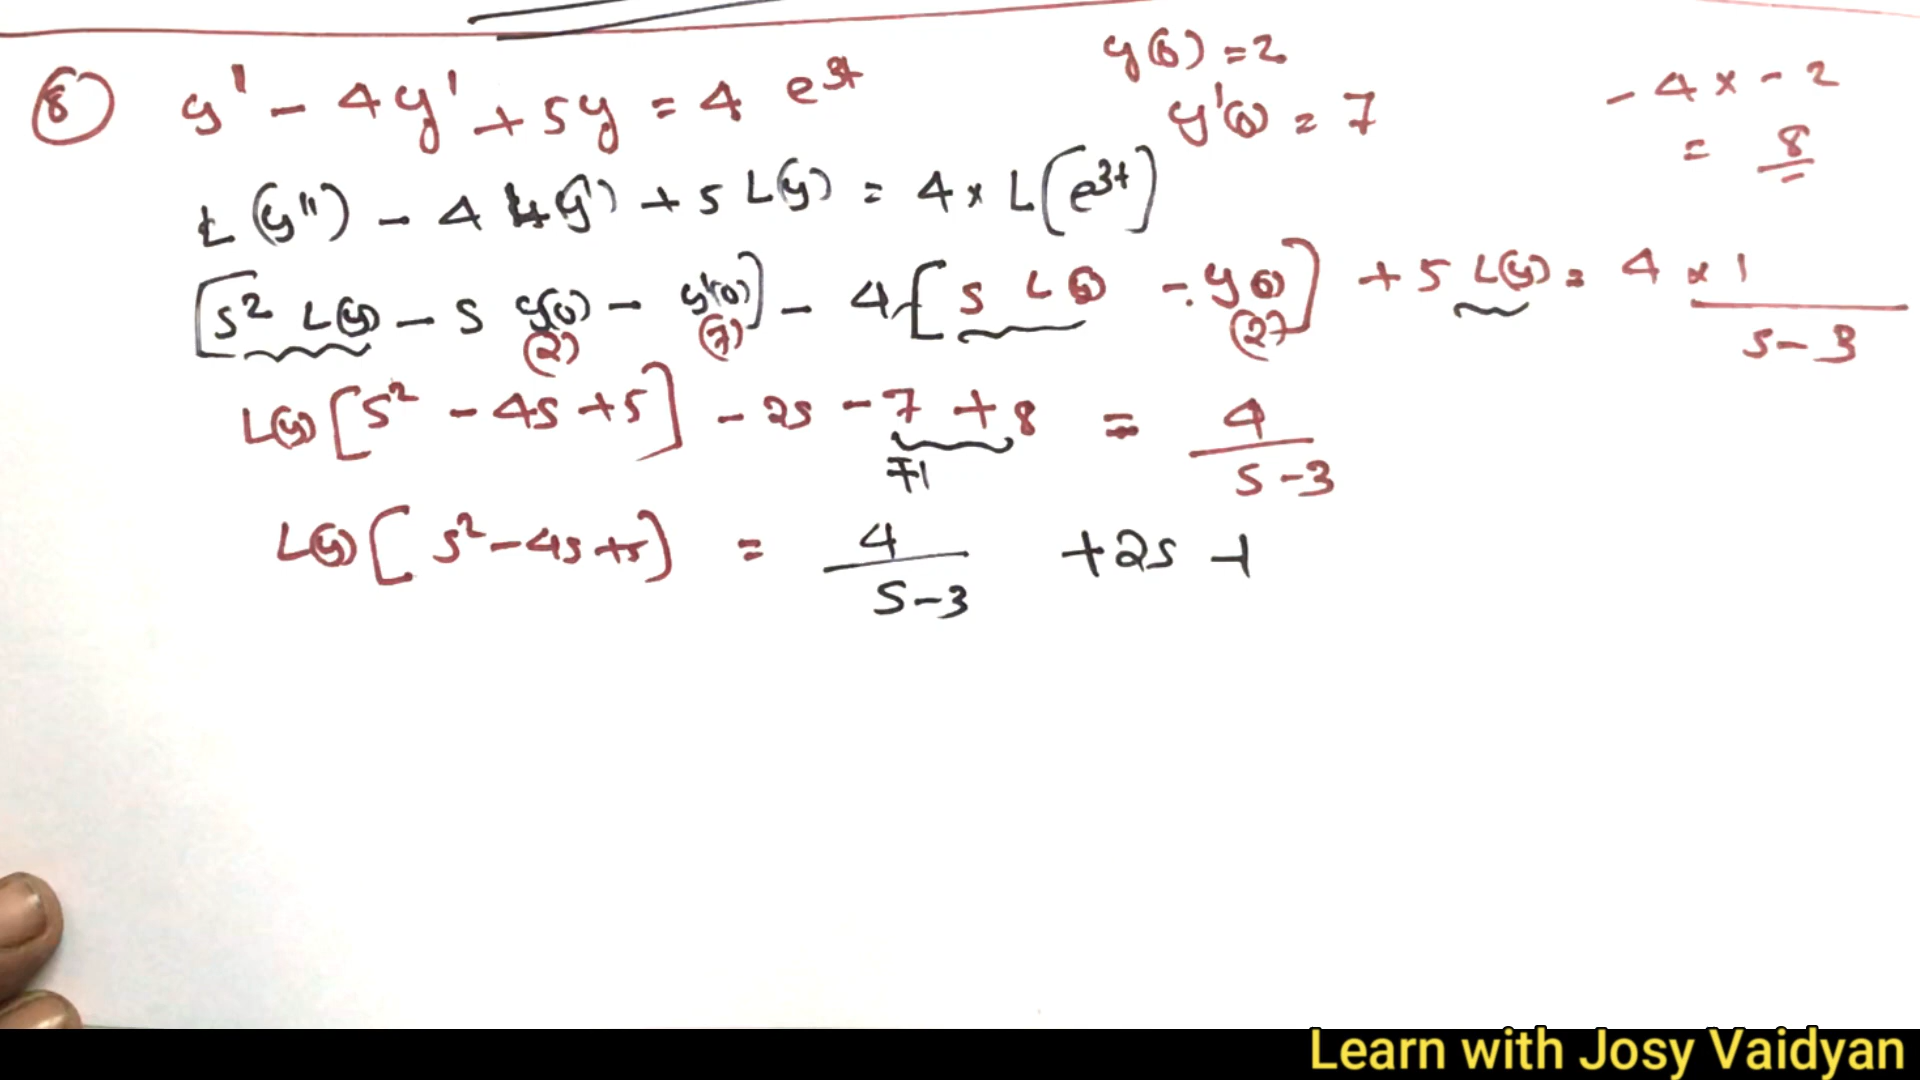 ⑧ y' - 4y' + 5y = 4 e^3t
y(0) = 2
y'(0) = 7
- 4 x - 2
= 8
L(y'') - 4 L(y') + 5 L(y) = 4 x L(e^3t)
[s² L(y) - s y(0) - y'(0)] - 4 [s L(y) - y(0)] + 5 L(y) = 4 x 1/(s-3)
(2) (7) (2)
L(y) [s² - 4s + 5] - 2s - 7 + 8 = 4/(s-3)
+1
L(y) [s² - 4s + 5] = 4/(s-3) + 2s - 1
Learn with Josy Vaidyan